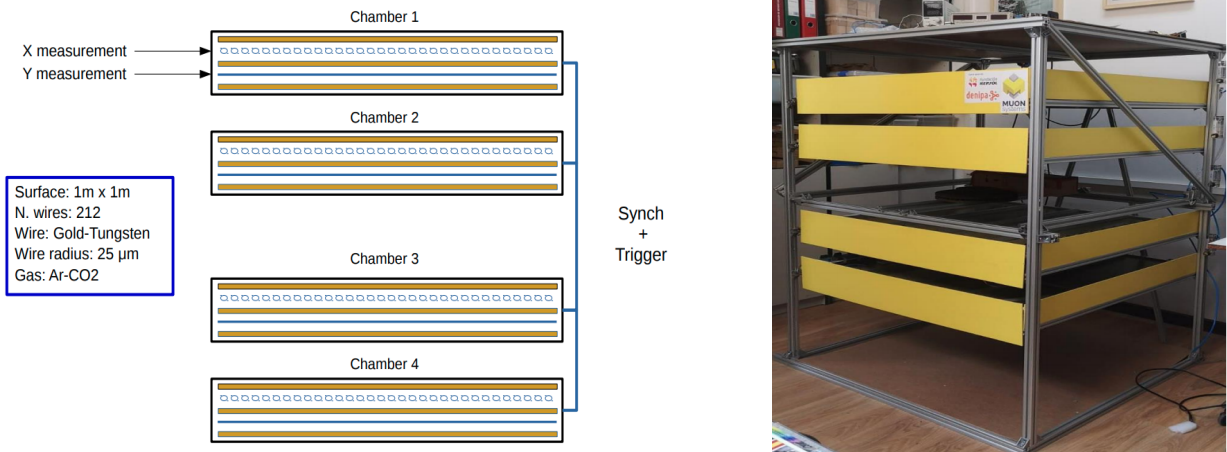 Chamber 1
X measurement
Y measurement
Chamber 2
Surface: 1m x 1m
N. wires: 212
Wire: Gold-Tungsten
Wire radius: 25 μm
Gas: Ar-CO2
Synch
+
Trigger
Chamber 3
Chamber 4
denipa
MUON